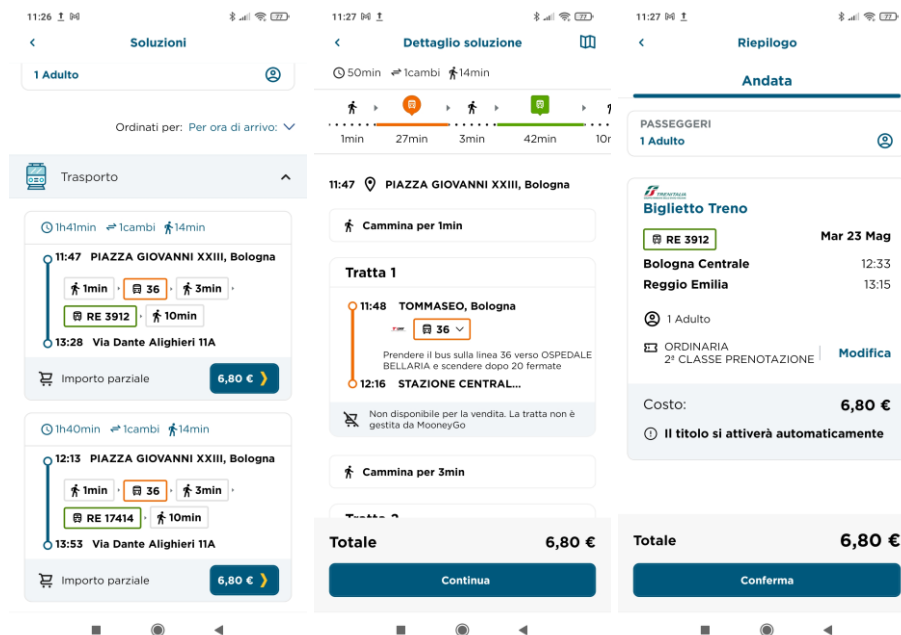 11:26
77
Soluzioni
1 Adulto
Ordinati per: Per ora di arrivo:
Trasporto
1h41min 1cambi 14min
11:47 PIAZZA GIOVANNI XXIII, Bologna
1min 36 3min
RE 3912 10min
13:28 Via Dante Alighieri 11A
Importo parziale 6,80 €
1h40min 1cambi 14min
12:13 PIAZZA GIOVANNI XXIII, Bologna
1min 36 3min
RE 17414 10min
13:53 Via Dante Alighieri 11A
Importo parziale 6,80 €
11:27
77
Dettaglio soluzione
50min 1cambi 14min
1min 27min 3min 42min 10r
11:47 PIAZZA GIOVANNI XXIII, Bologna
Cammina per 1min
Tratta 1
11:48 TOMMASEO, Bologna
36
Prendere il bus sulla linea 36 verso OSPEDALE
BELLARIA e scendere dopo 20 fermate
12:16 STAZIONE CENTRAL...
Non disponibile per la vendita. La tratta non è
gestita da MooneyGo
Cammina per 3min
Tratta 2
Totale 6,80 €
Continua
11:27
77
Riepilogo
Andata
PASSEGGERI
1 Adulto
TRENITALIA
Biglietto Treno
RE 3912 Mar 23 Mag
Bologna Centrale 12:33
Reggio Emilia 13:15
1 Adulto
ORDINARIA
2ª CLASSE PRENOTAZIONE Modifica
Costo: 6,80 €
Il titolo si attiverà automaticamente
Totale 6,80 €
Conferma